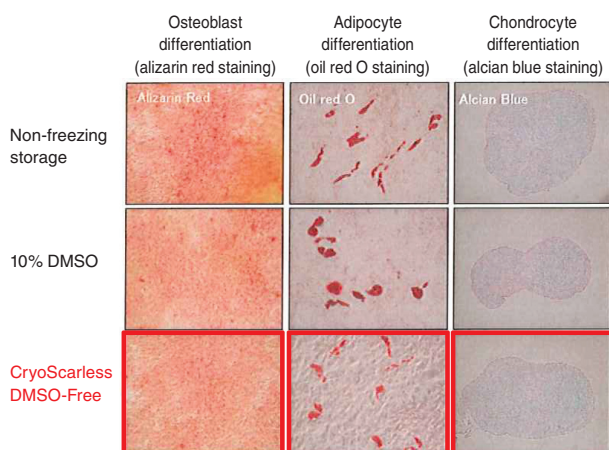 Osteoblast
differentiation
(alizarin red staining)
Adipocyte
differentiation
(oil red O staining)
Chondrocyte
differentiation
(alcian blue staining)
Non-freezing
storage
Alizarin Red
Oil red O
Alcian Blue
10% DMSO
CryoScarless
DMSO-Free